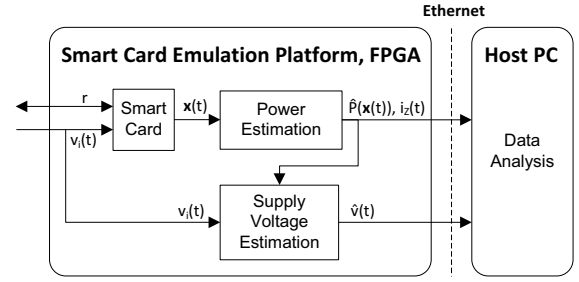 Ethernet
Smart Card Emulation Platform, FPGA
Host PC
r
Smart
Card
x(t)
Power
Estimation
P̂(x(t)), iZ(t)
vi(t)
Data
Analysis
vi(t)
Supply
Voltage
Estimation
v̂(t)